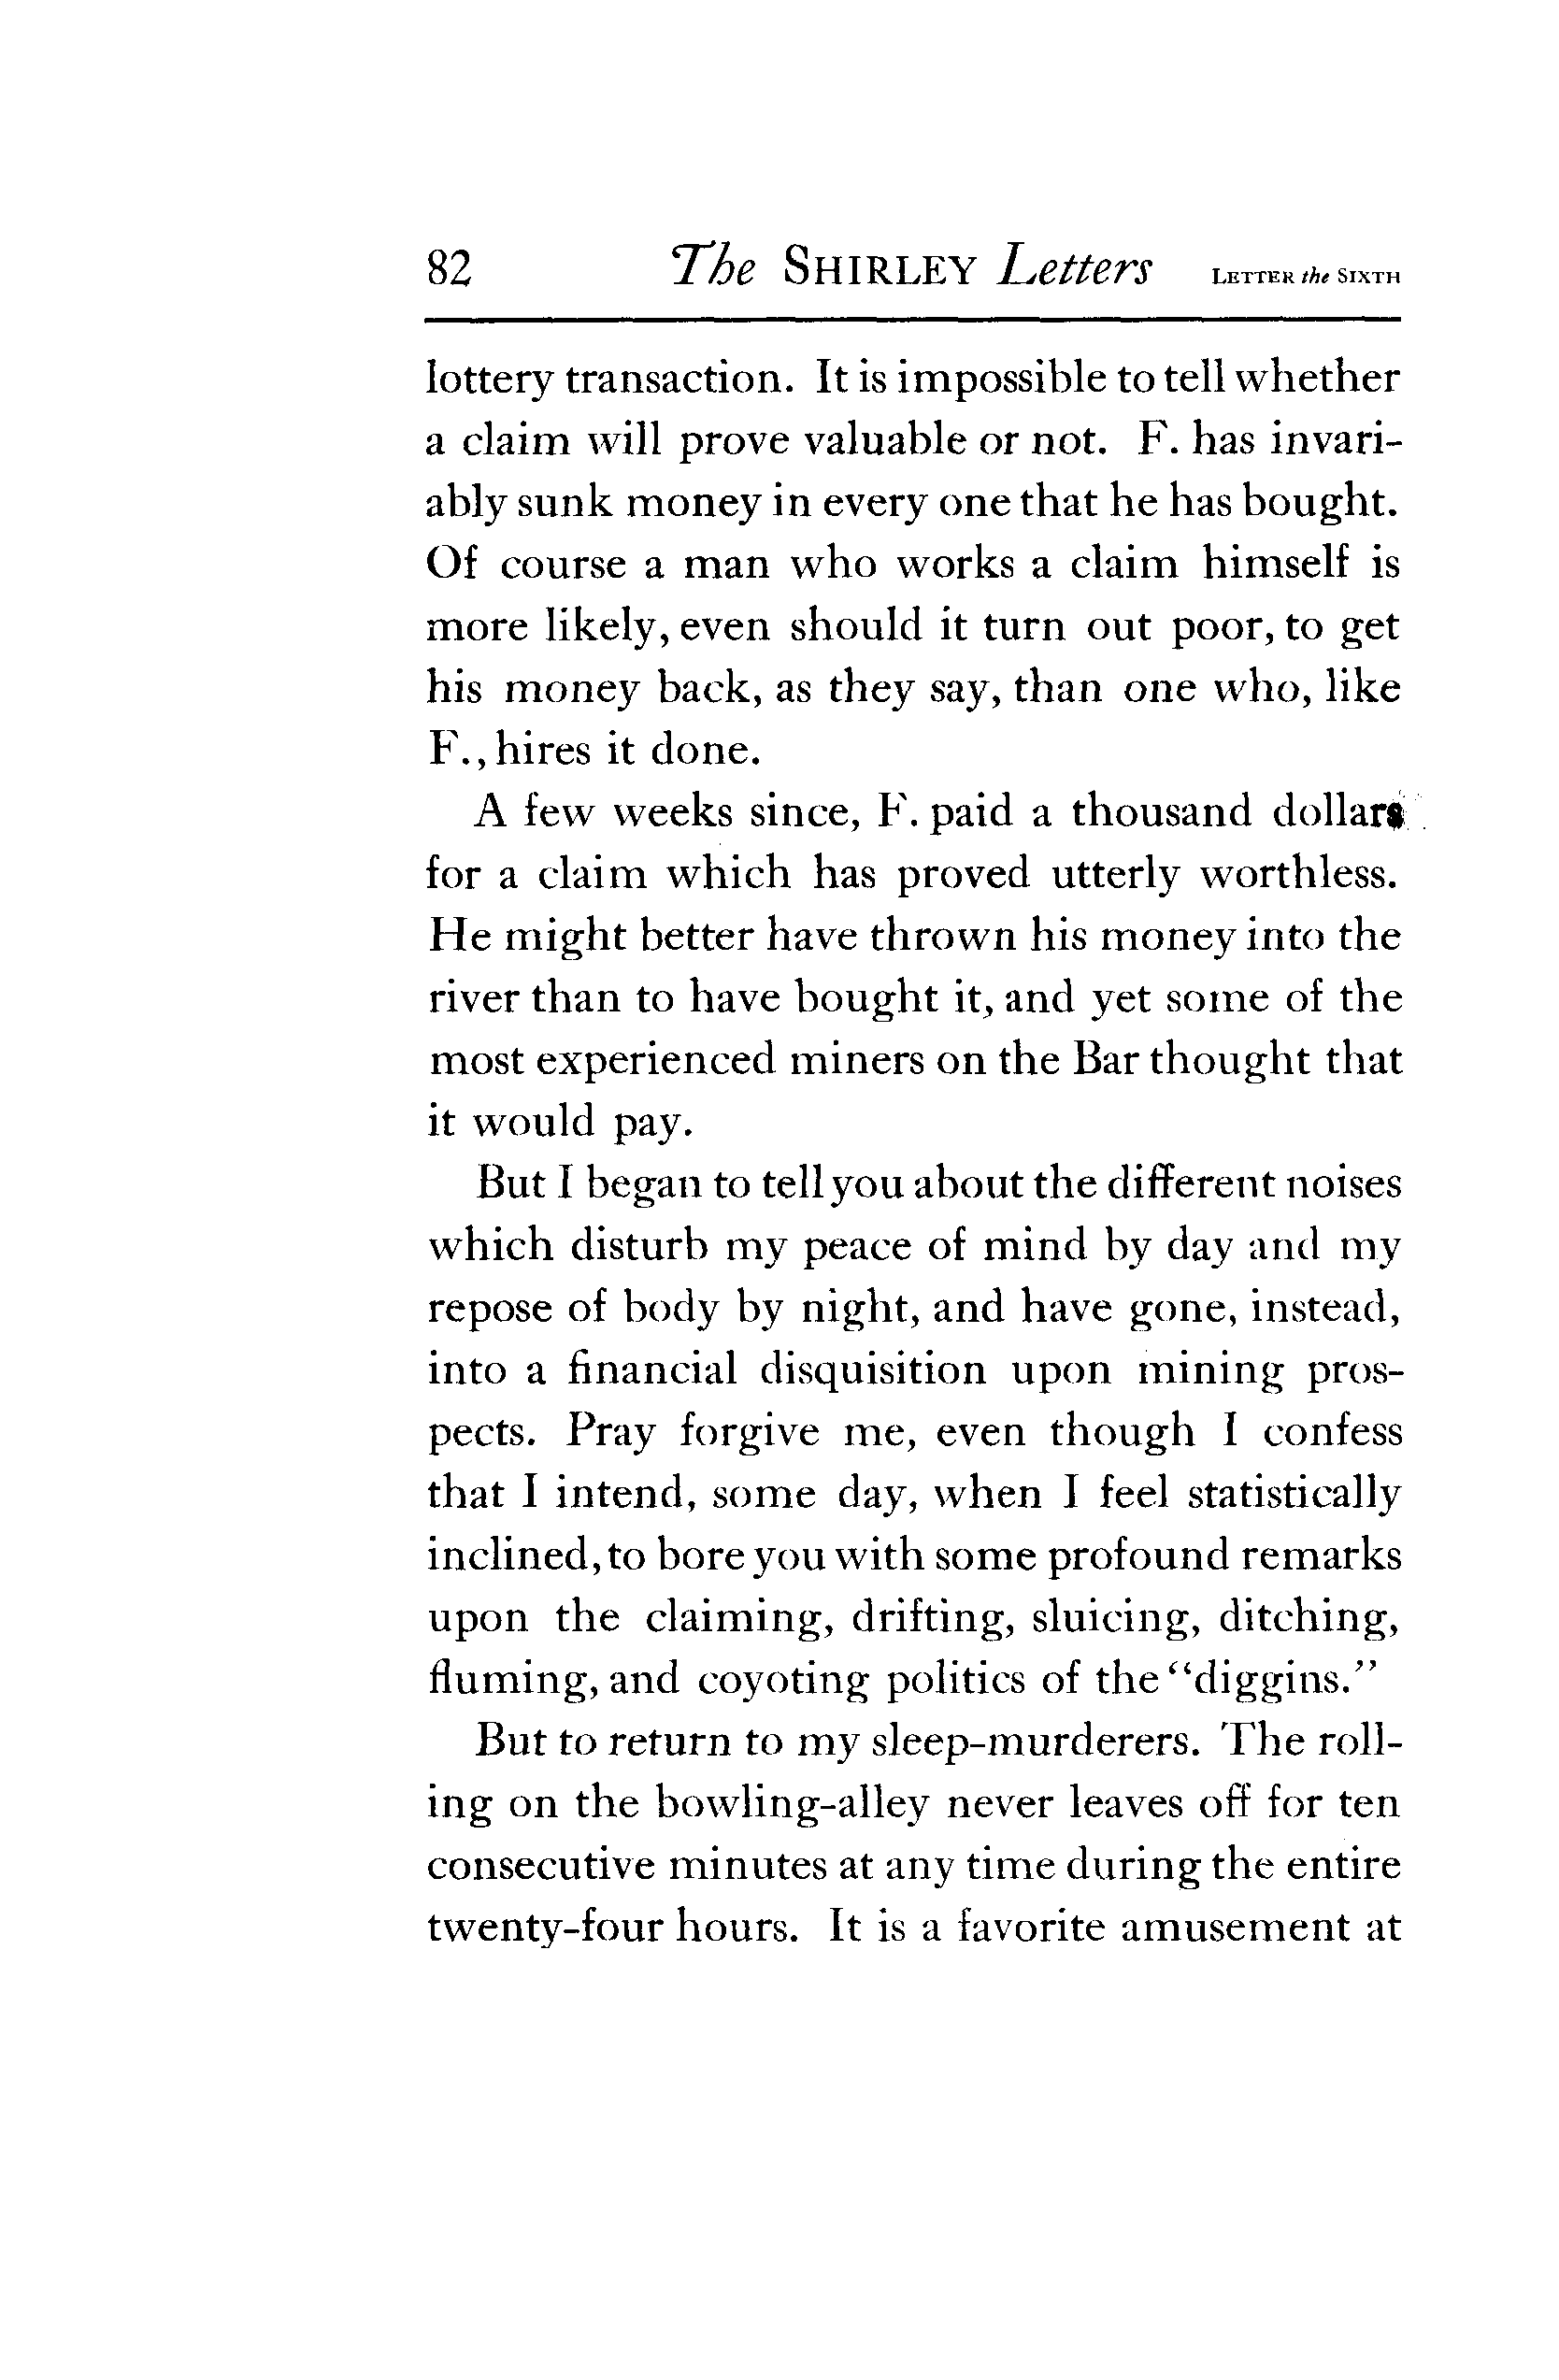 82 The SHIRLEY Letters LETTER the SIXTH
lottery transaction. It is impossible to tell whether
a claim will prove valuable or not. F. has invari-
ably sunk money in every one that he has bought.
Of course a man who works a claim himself is
more likely, even should it turn out poor, to get
his money back, as they say, than one who, like
F., hires it done.
A few weeks since, F. paid a thousand dollars
for a claim which has proved utterly worthless.
He might better have thrown his money into the
river than to have bought it, and yet some of the
most experienced miners on the Bar thought that
it would pay.
But I began to tell you about the different noises
which disturb my peace of mind by day and my
repose of body by night, and have gone, instead,
into a financial disquisition upon mining pros-
pects. Pray forgive me, even though I confess
that I intend, some day, when I feel statistically
inclined, to bore you with some profound remarks
upon the claiming, drifting, sluicing, ditching,
fluming, and coyoting politics of the "diggins."
But to return to my sleep-murderers. The roll-
ing on the bowling-alley never leaves off for ten
consecutive minutes at any time during the entire
twenty-four hours. It is a favorite amusement at